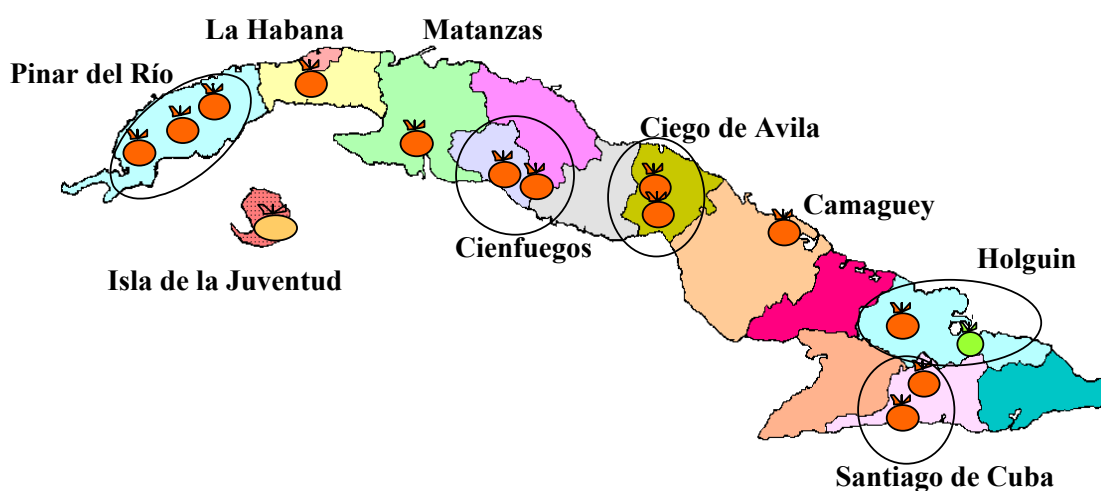 La Habana
Matanzas
Pinar del Río
Ciego de Avila
Camaguey
Cienfuegos
Holguin
Isla de la Juventud
Santiago de Cuba